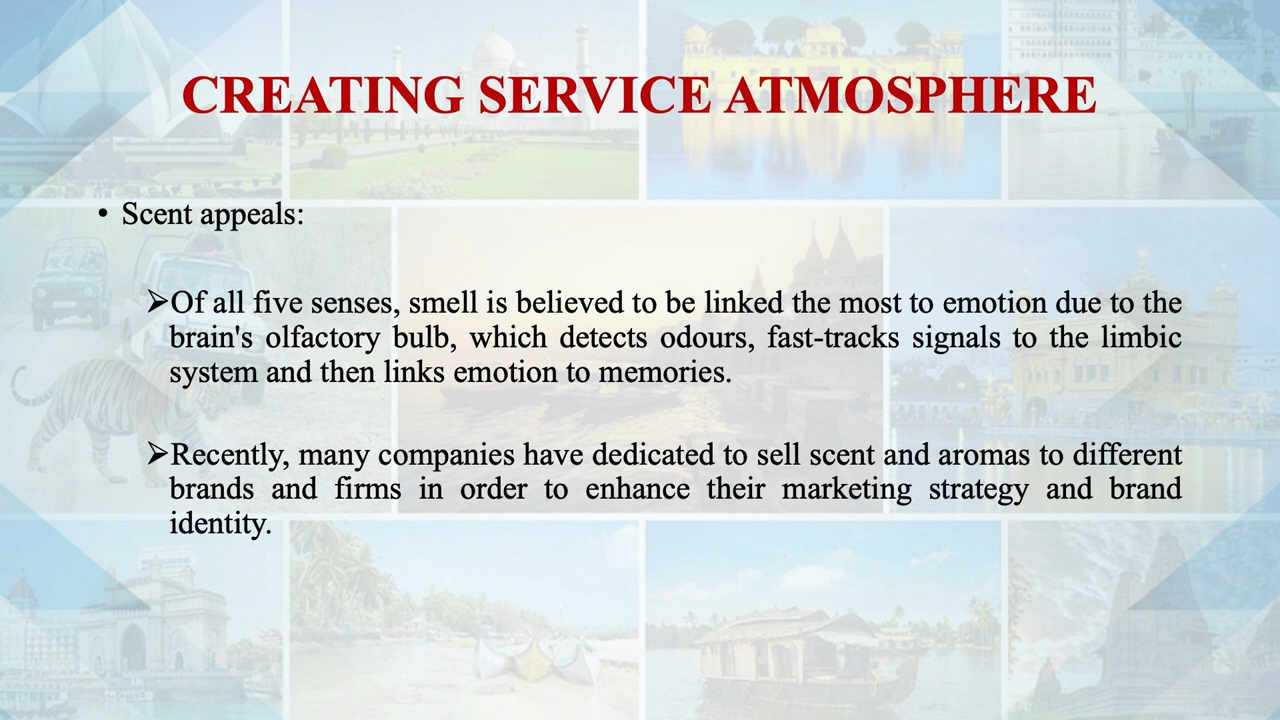 CREATING SERVICE ATMOSPHERE
• Scent appeals:
➢Of all five senses, smell is believed to be linked the most to emotion due to the
brain's olfactory bulb, which detects odours, fast-tracks signals to the limbic
system and then links emotion to memories.
➢Recently, many companies have dedicated to sell scent and aromas to different
brands and firms in order to enhance their marketing strategy and brand
identity.